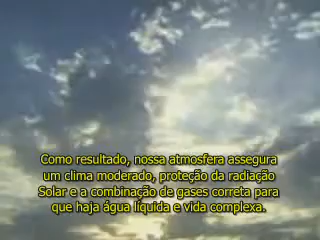 Como resultado, nossa atmosfera assegura
um clima moderado, proteção da radiação
Solar e a combinação de gases correta para
que haja água líquida e vida complexa.